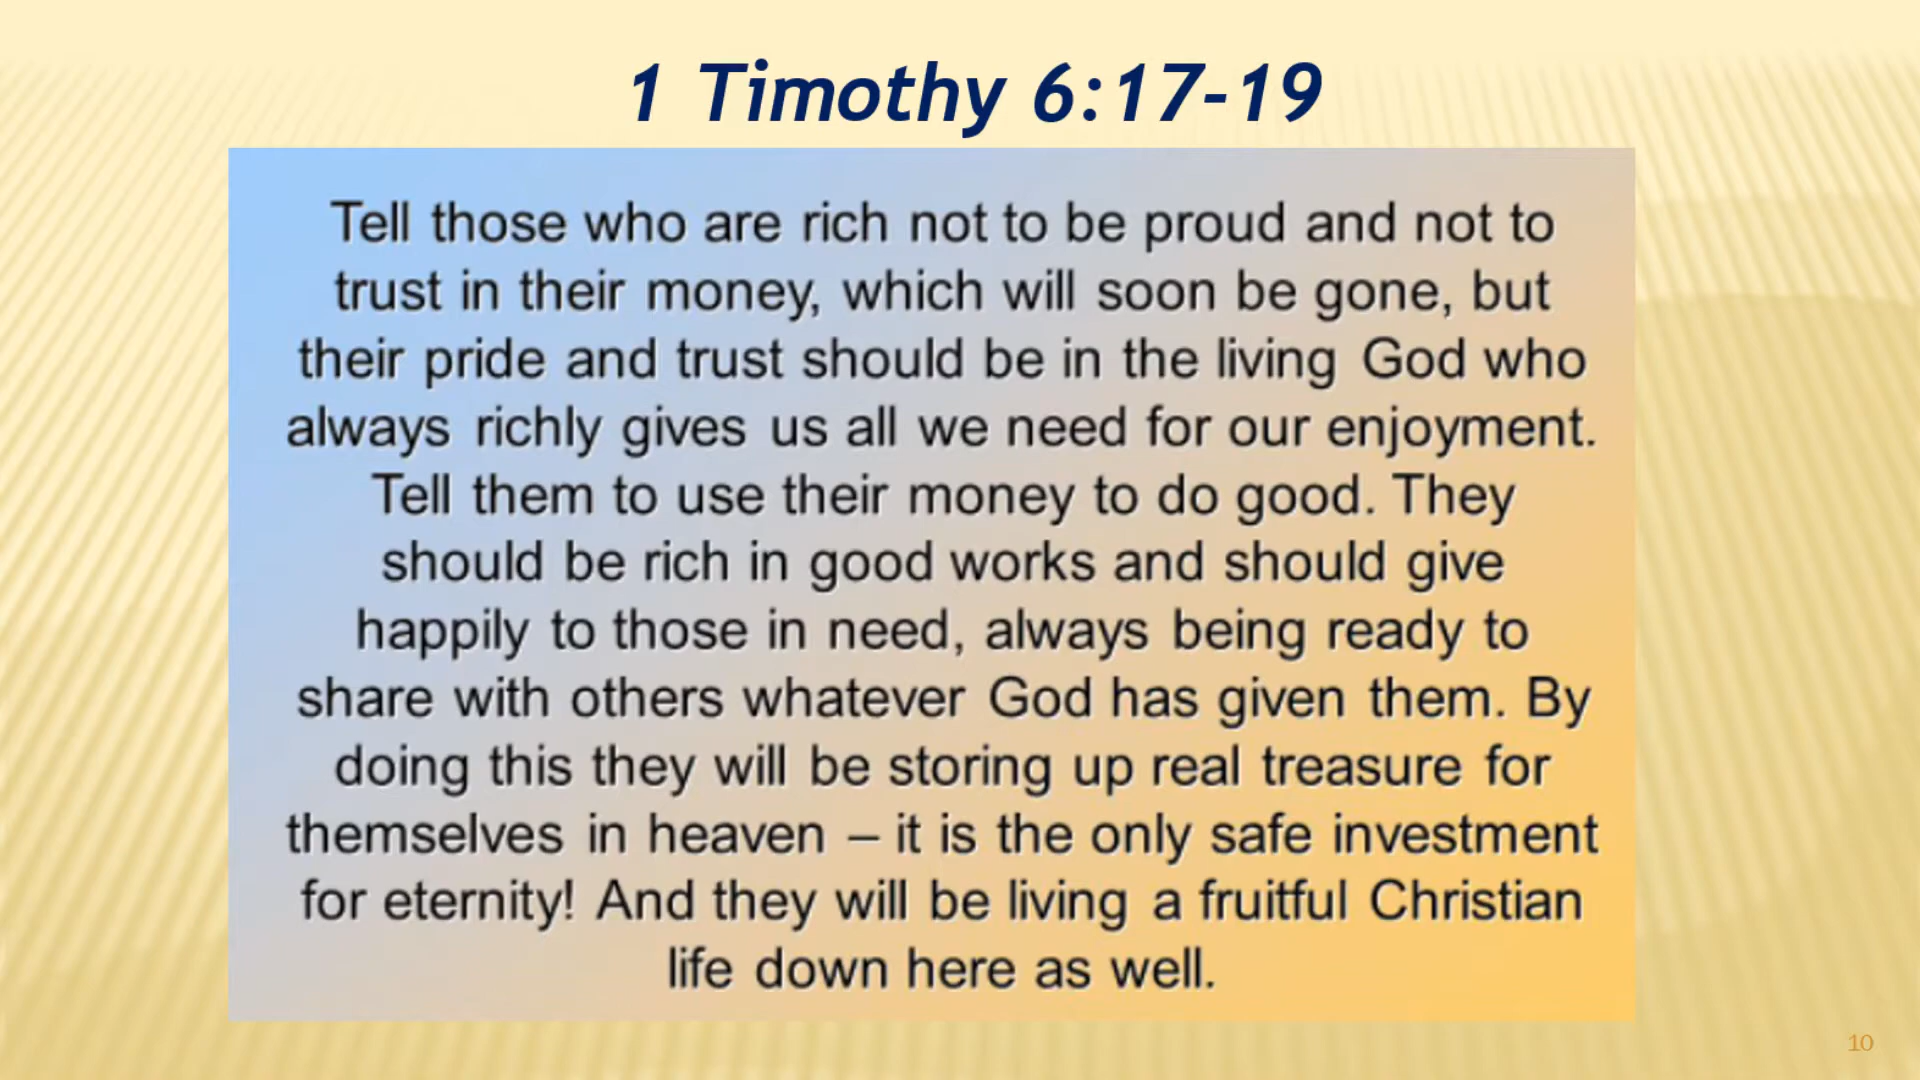 1 Timothy 6:17-19
Tell those who are rich not to be proud and not to
trust in their money, which will soon be gone, but
their pride and trust should be in the living God who
always richly gives us all we need for our enjoyment.
Tell them to use their money to do good. They
should be rich in good works and should give
happily to those in need, always being ready to
share with others whatever God has given them. By
doing this they will be storing up real treasure for
themselves in heaven – it is the only safe investment
for eternity! And they will be living a fruitful Christian
life down here as well.
10